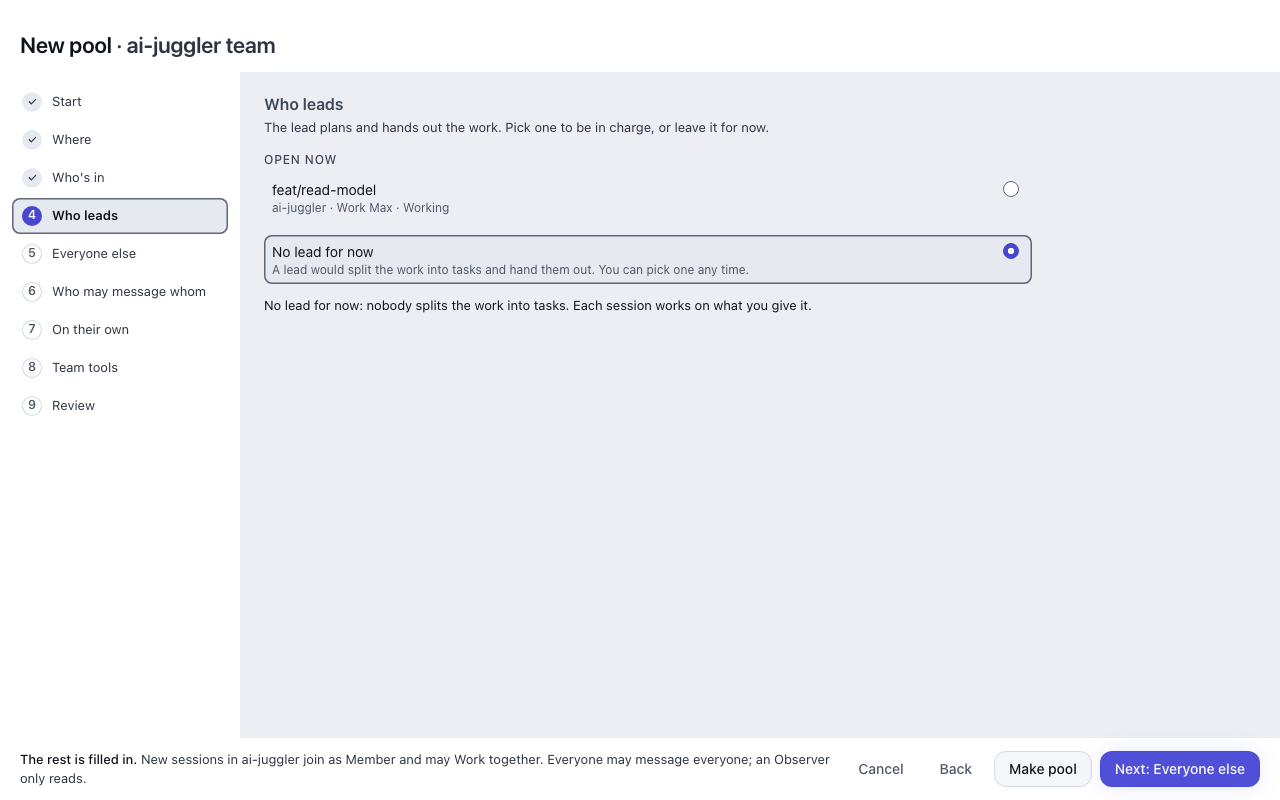 New pool · ai-juggler team
Start
Where
Who's in
4 Who leads
5 Everyone else
6 Who may message whom
7 On their own
8 Team tools
9 Review
Who leads
The lead plans and hands out the work. Pick one to be in charge, or leave it for now.
OPEN NOW
feat/read-model
ai-juggler · Work Max · Working
No lead for now
A lead would split the work into tasks and hand them out. You can pick one any time.
No lead for now: nobody splits the work into tasks. Each session works on what you give it.
The rest is filled in. New sessions in ai-juggler join as Member and may Work together. Everyone may message everyone; an Observer
only reads.
Cancel
Back
Make pool
Next: Everyone else